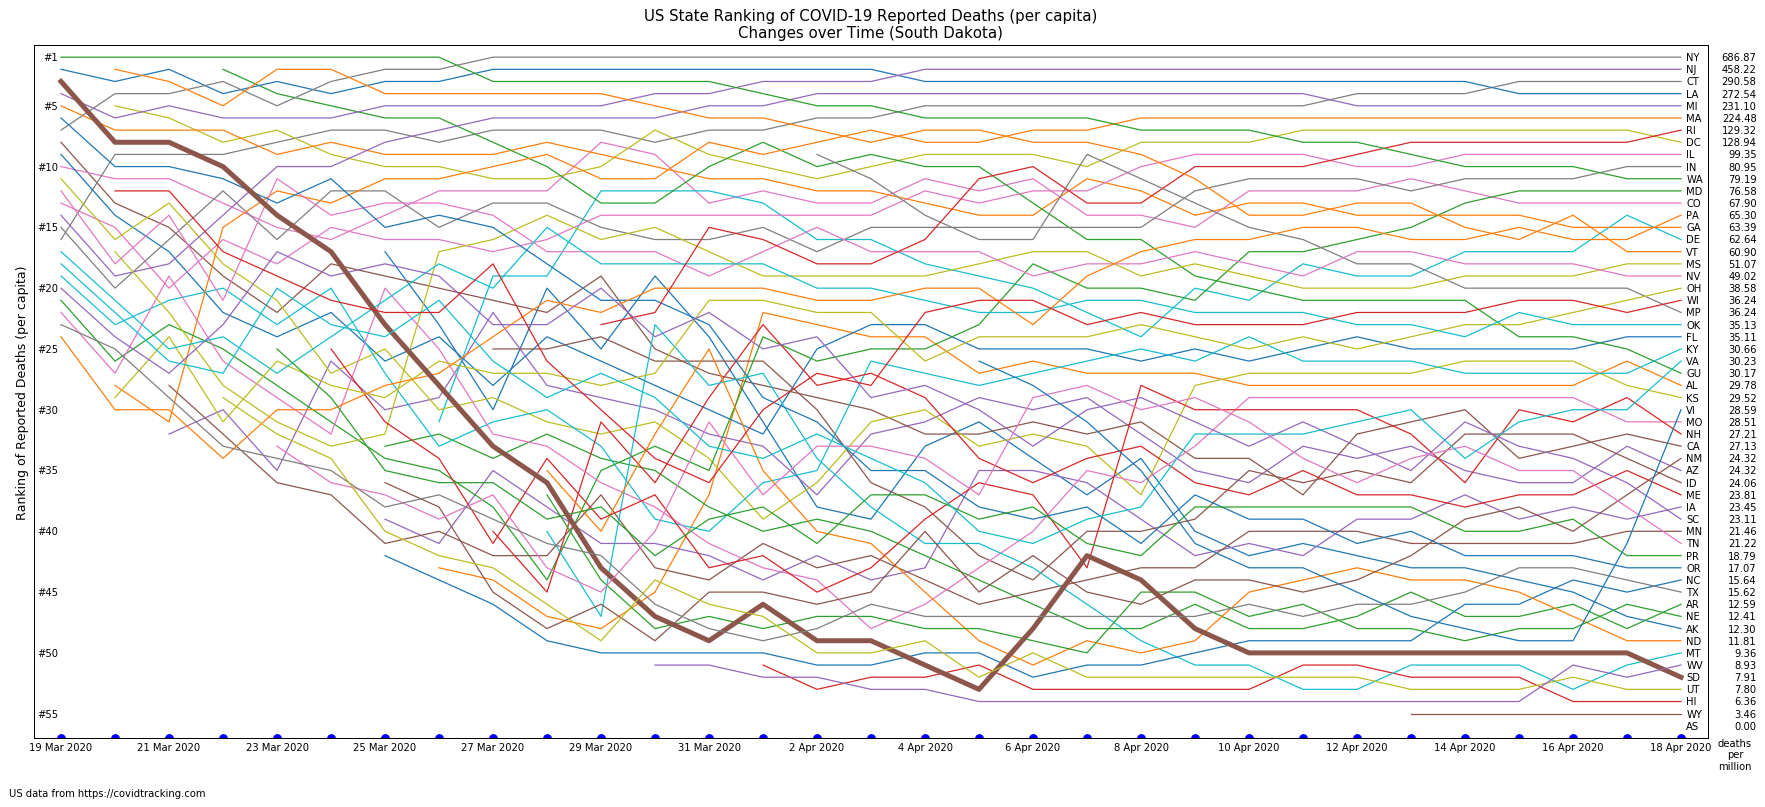 US State Ranking of COVID-19 Reported Deaths (per capita)
Changes over Time (South Dakota)
Ranking of Reported Deaths (per capita)
#1
#5
#10
#15
#20
#25
#30
#35
#40
#45
#50
#55
NY 686.87
NJ 458.22
CT 290.58
LA 272.54
MI 231.10
MA 224.48
RI 129.32
DC 128.94
IL 99.35
IN 80.95
WA 79.19
MD 76.58
CO 67.90
PA 65.30
GA 63.39
DE 62.64
VT 60.90
MS 51.07
NV 49.02
OH 38.58
WI 36.24
MP 36.24
OK 35.13
FL 35.11
KY 30.66
VA 30.23
GU 30.17
AL 29.78
KS 29.52
VI 28.59
MO 28.51
NH 27.21
CA 27.13
NM 24.32
AZ 24.32
ID 24.06
ME 23.81
IA 23.45
SC 23.11
MN 21.46
TN 21.22
PR 18.79
OR 17.07
NC 15.64
TX 15.62
AR 12.59
NE 12.41
AK 12.30
ND 11.81
MT 9.36
WV 8.93
SD 7.91
UT 7.80
HI 6.36
WY 3.46
AS 0.00
19 Mar 2020 21 Mar 2020 23 Mar 2020 25 Mar 2020 27 Mar 2020 29 Mar 2020 31 Mar 2020 2 Apr 2020 4 Apr 2020 6 Apr 2020 8 Apr 2020 10 Apr 2020 12 Apr 2020 14 Apr 2020 16 Apr 2020 18 Apr 2020
deaths
per
million
US data from https://covidtracking.com